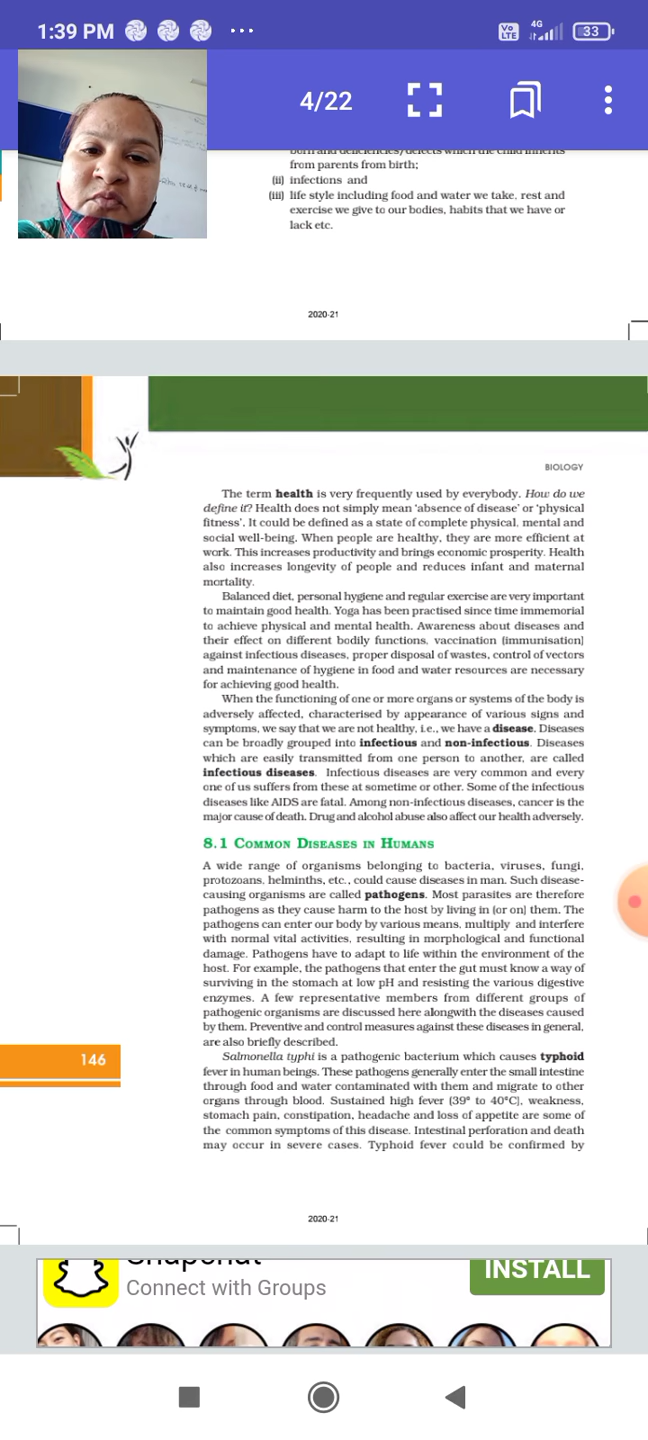 1:39 PM
Vo LTE 4G 33
4/22
from parents from birth;
(ii) infections and
(iii) life style including food and water we take, rest and
exercise we give to our bodies, habits that we have or
lack etc.
2020-21
BIOLOGY
The term health is very frequently used by everybody. How do we
define it? Health does not simply mean ‘absence of disease’ or ‘physical
fitness’. It could be defined as a state of complete physical, mental and
social well-being. When people are healthy, they are more efficient at
work. This increases productivity and brings economic prosperity. Health
also increases longevity of people and reduces infant and maternal
mortality.
Balanced diet, personal hygiene and regular exercise are very important
to maintain good health. Yoga has been practised since time immemorial
to achieve physical and mental health. Awareness about diseases and
their effect on different bodily functions, vaccination (immunisation)
against infectious diseases, proper disposal of wastes, control of vectors
and maintenance of hygiene in food and water resources are necessary
for achieving good health.
When the functioning of one or more organs or systems of the body is
adversely affected, characterised by appearance of various signs and
symptoms, we say that we are not healthy, i.e., we have a disease. Diseases
can be broadly grouped into infectious and non-infectious. Diseases
which are easily transmitted from one person to another, are called
infectious diseases. Infectious diseases are very common and every
one of us suffers from these at sometime or other. Some of the infectious
diseases like AIDS are fatal. Among non-infectious diseases, cancer is the
major cause of death. Drug and alcohol abuse also affect our health adversely.
8.1 COMMON DISEASES IN HUMANS
A wide range of organisms belonging to bacteria, viruses, fungi,
protozoans, helminths, etc., could cause diseases in man. Such disease-
causing organisms are called pathogens. Most parasites are therefore
pathogens as they cause harm to the host by living in (or on) them. The
pathogens can enter our body by various means, multiply and interfere
with normal vital activities, resulting in morphological and functional
damage. Pathogens have to adapt to life within the environment of the
host. For example, the pathogens that enter the gut must know a way of
surviving in the stomach at low pH and resisting the various digestive
enzymes. A few representative members from different groups of
pathogenic organisms are discussed here alongwith the diseases caused
by them. Preventive and control measures against these diseases in general,
are also briefly described.
146
Salmonella typhi is a pathogenic bacterium which causes typhoid
fever in human beings. These pathogens generally enter the small intestine
through food and water contaminated with them and migrate to other
organs through blood. Sustained high fever (39° to 40°C), weakness,
stomach pain, constipation, headache and loss of appetite are some of
the common symptoms of this disease. Intestinal perforation and death
may occur in severe cases. Typhoid fever could be confirmed by
2020-21
Connect with Groups
INSTALL